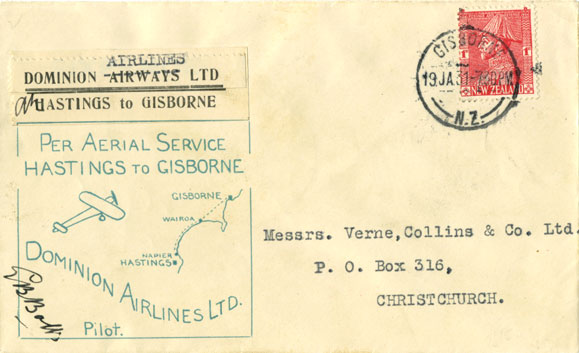 AIRLINES
DOMINION AIRWAYS LTD
HASTINGS to GISBORNE
PER AERIAL SERVICE
HASTINGS TO GISBORNE
GISBORNE
WAIROA
NAPIER
HASTINGS
DOMINION AIRLINES LTD.
Pilot.
GISBORNE
19 JA 31
N.Z.
NEW ZEALAND
Messrs. Verne,Collins & Co. Ltd.
P. O. Box 316,
CHRISTCHURCH.